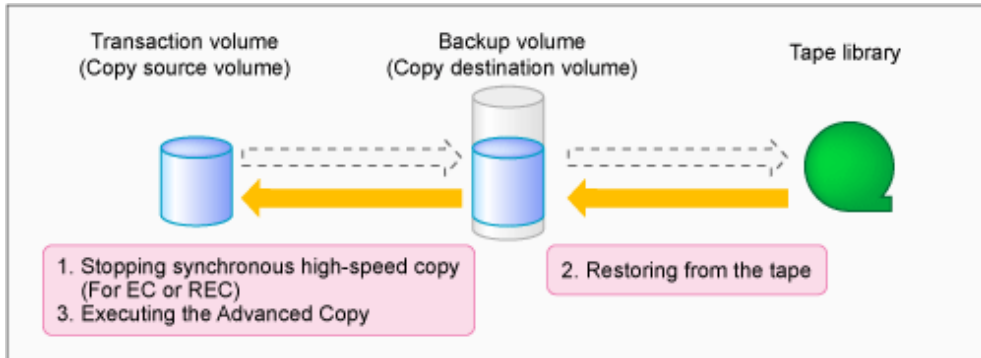 Transaction volume
(Copy source volume)
Backup volume
(Copy destination volume)
Tape library
1. Stopping synchronous high-speed copy
(For EC or REC)
3. Executing the Advanced Copy
2. Restoring from the tape